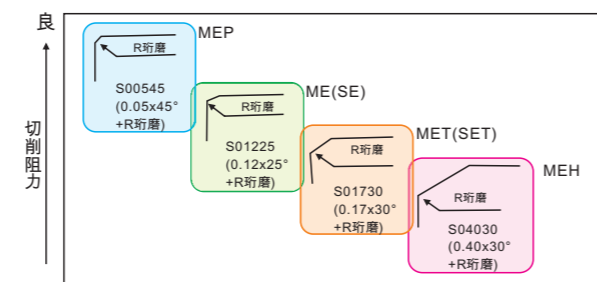 良
切削阻力
MEP
R珩磨
S00545
(0.05x45°
+R珩磨)
ME(SE)
R珩磨
S01225
(0.12x25°
+R珩磨)
MET(SET)
R珩磨
S01730
(0.17x30°
+R珩磨)
MEH
R珩磨
S04030
(0.40x30°
+R珩磨)